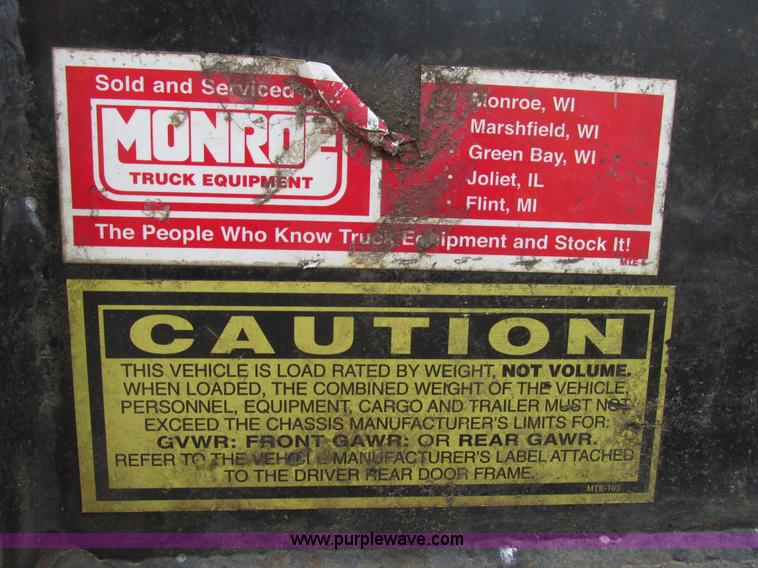 Sold and Serviced by
MONROE
TRUCK EQUIPMENT
Monroe, WI
Marshfield, WI
Green Bay, WI
Joliet, IL
Flint, MI
The People Who Know Truck Equipment and Stock It!
CAUTION
THIS VEHICLE IS LOAD RATED BY WEIGHT, NOT VOLUME.
WHEN LOADED, THE COMBINED WEIGHT OF THE VEHICLE,
PERSONNEL, EQUIPMENT, CARGO AND TRAILER MUST NOT
EXCEED THE CHASSIS MANUFACTURER'S LIMITS FOR:
GVWR: FRONT GAWR: OR REAR GAWR.
REFER TO THE VEHICLE MANUFACTURER'S LABEL ATTACHED
TO THE DRIVER REAR DOOR FRAME.
MTE-103
www.purplewave.com